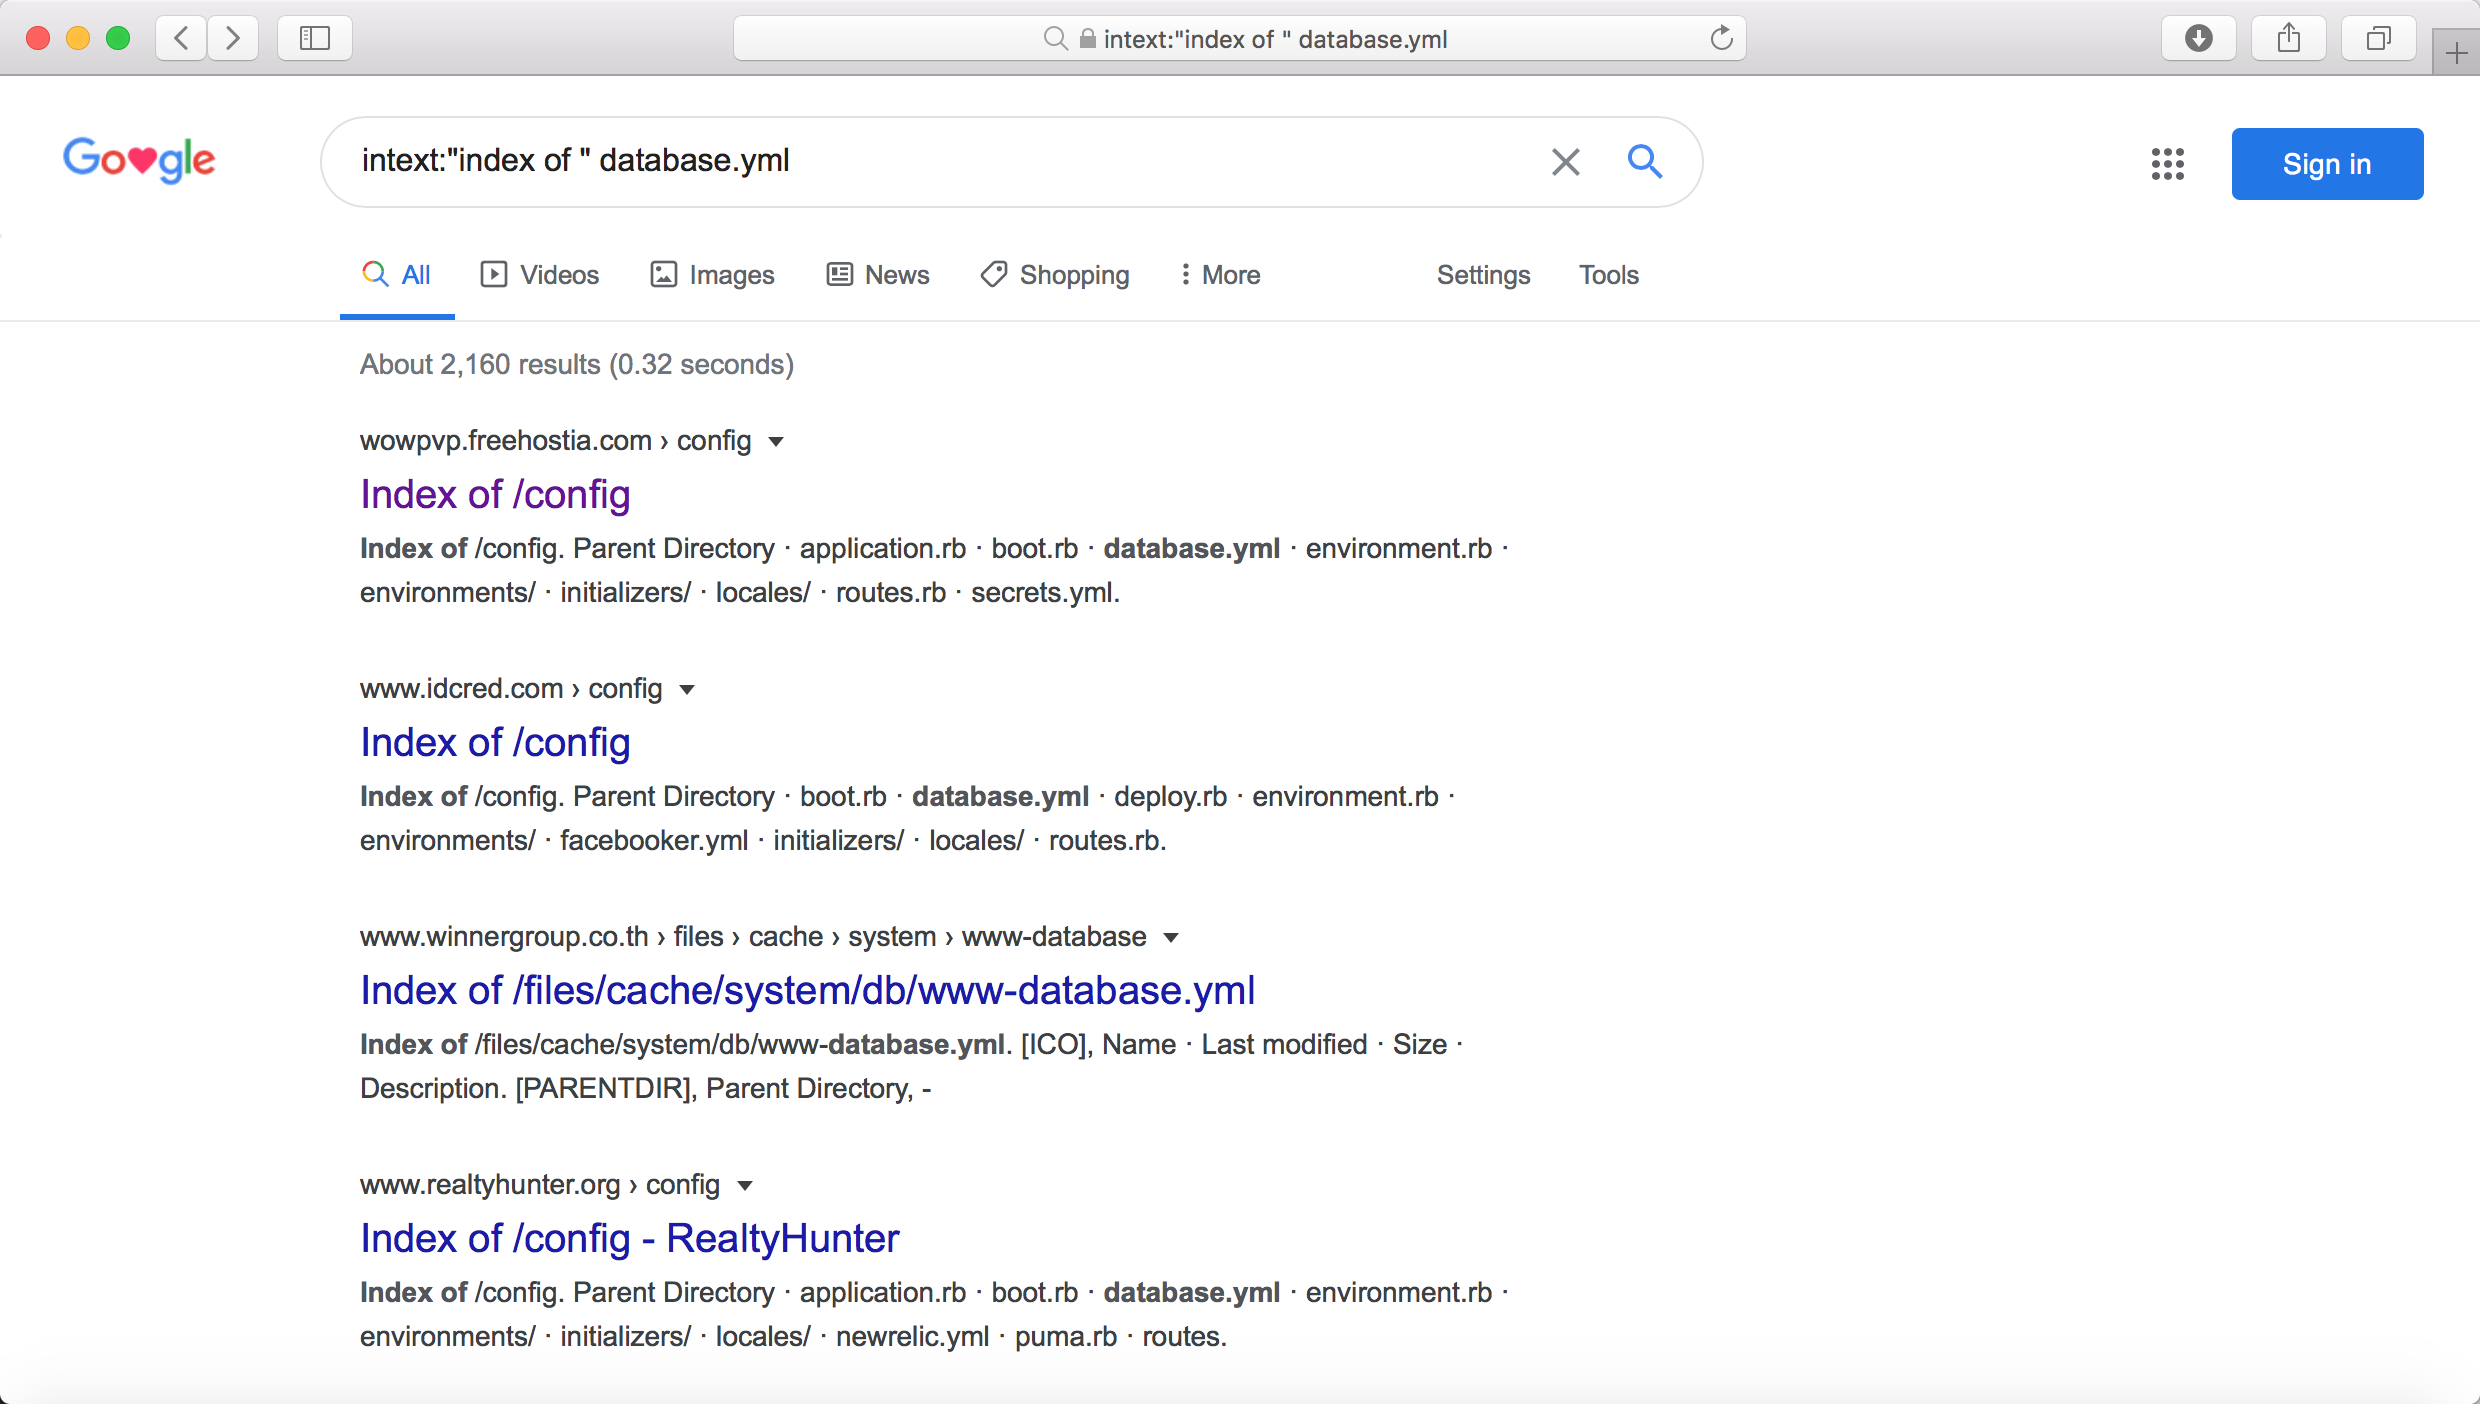 intext:"index of " database.yml
Google
intext:"index of " database.yml
Sign in
All Videos Images News Shopping More Settings Tools
About 2,160 results (0.32 seconds)
wowpvp.freehostia.com › config
Index of /config
Index of /config. Parent Directory · application.rb · boot.rb · database.yml · environment.rb ·
environments/ · initializers/ · locales/ · routes.rb · secrets.yml.
www.idcred.com › config
Index of /config
Index of /config. Parent Directory · boot.rb · database.yml · deploy.rb · environment.rb ·
environments/ · facebooker.yml · initializers/ · locales/ · routes.rb.
www.winnergroup.co.th › files › cache › system › www-database
Index of /files/cache/system/db/www-database.yml
Index of /files/cache/system/db/www-database.yml. [ICO], Name · Last modified · Size ·
Description. [PARENTDIR], Parent Directory, -
www.realtyhunter.org › config
Index of /config - RealtyHunter
Index of /config. Parent Directory · application.rb · boot.rb · database.yml · environment.rb ·
environments/ · initializers/ · locales/ · newrelic.yml · puma.rb · routes.